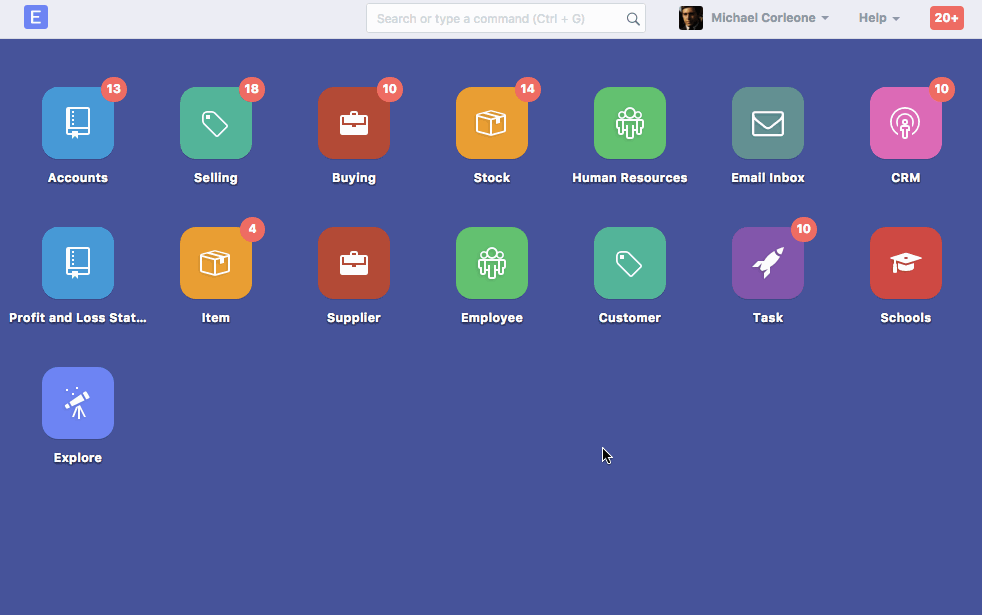 E
Search or type a command (Ctrl + G)
Michael Corleone
Help
20+
13
18
10
14
10
Accounts
Selling
Buying
Stock
Human Resources
Email Inbox
CRM
4
10
Profit and Loss Stat...
Item
Supplier
Employee
Customer
Task
Schools
Explore